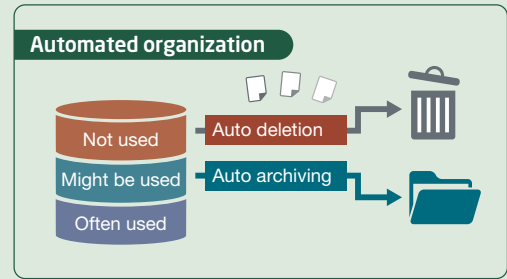 Automated organization
Not used
Auto deletion
Might be used
Auto archiving
Often used